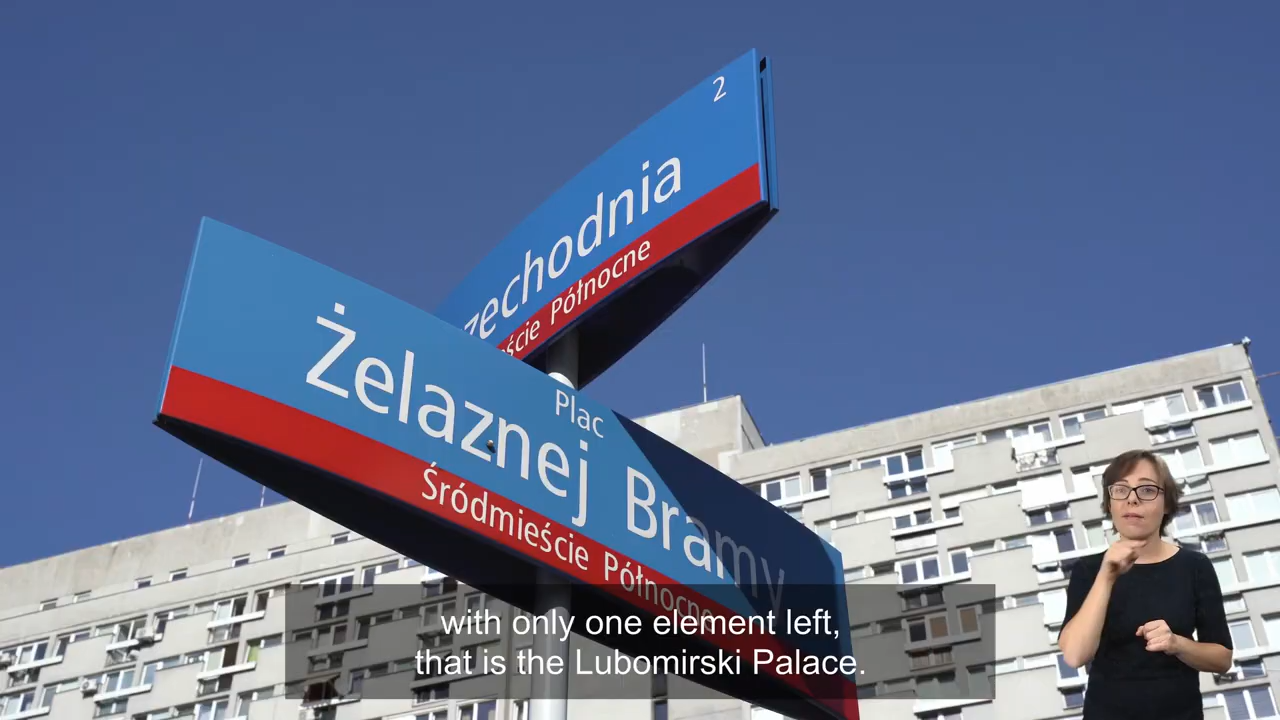 2
zechodnia
ście Północne
Plac
Żelaznej Bramy
Śródmieście Północne
with only one element left,
that is the Lubomirski Palace.